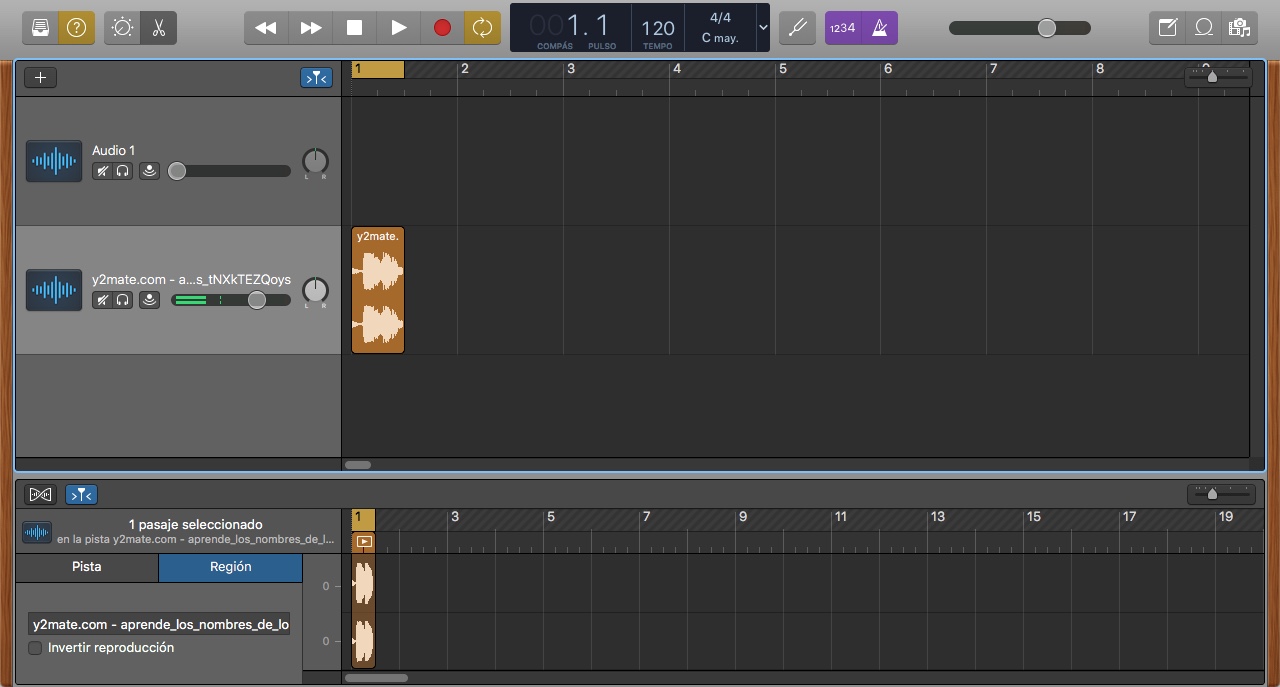 001.1
COMPÁS PULSO
120
TEMPO
4/4
C may.
1234
1 2 3 4 5 6 7 8 9
Audio 1
L R
y2mate.
y2mate.com - a...s_tNXkTEZQoys
L R
1 pasaje seleccionado
en la pista y2mate.com - aprende_los_nombres_de_l...
1 3 5 7 9 11 13 15 17 19
Pista Región
0
y2mate.com - aprende_los_nombres_de_lo
0
Invertir reproducción